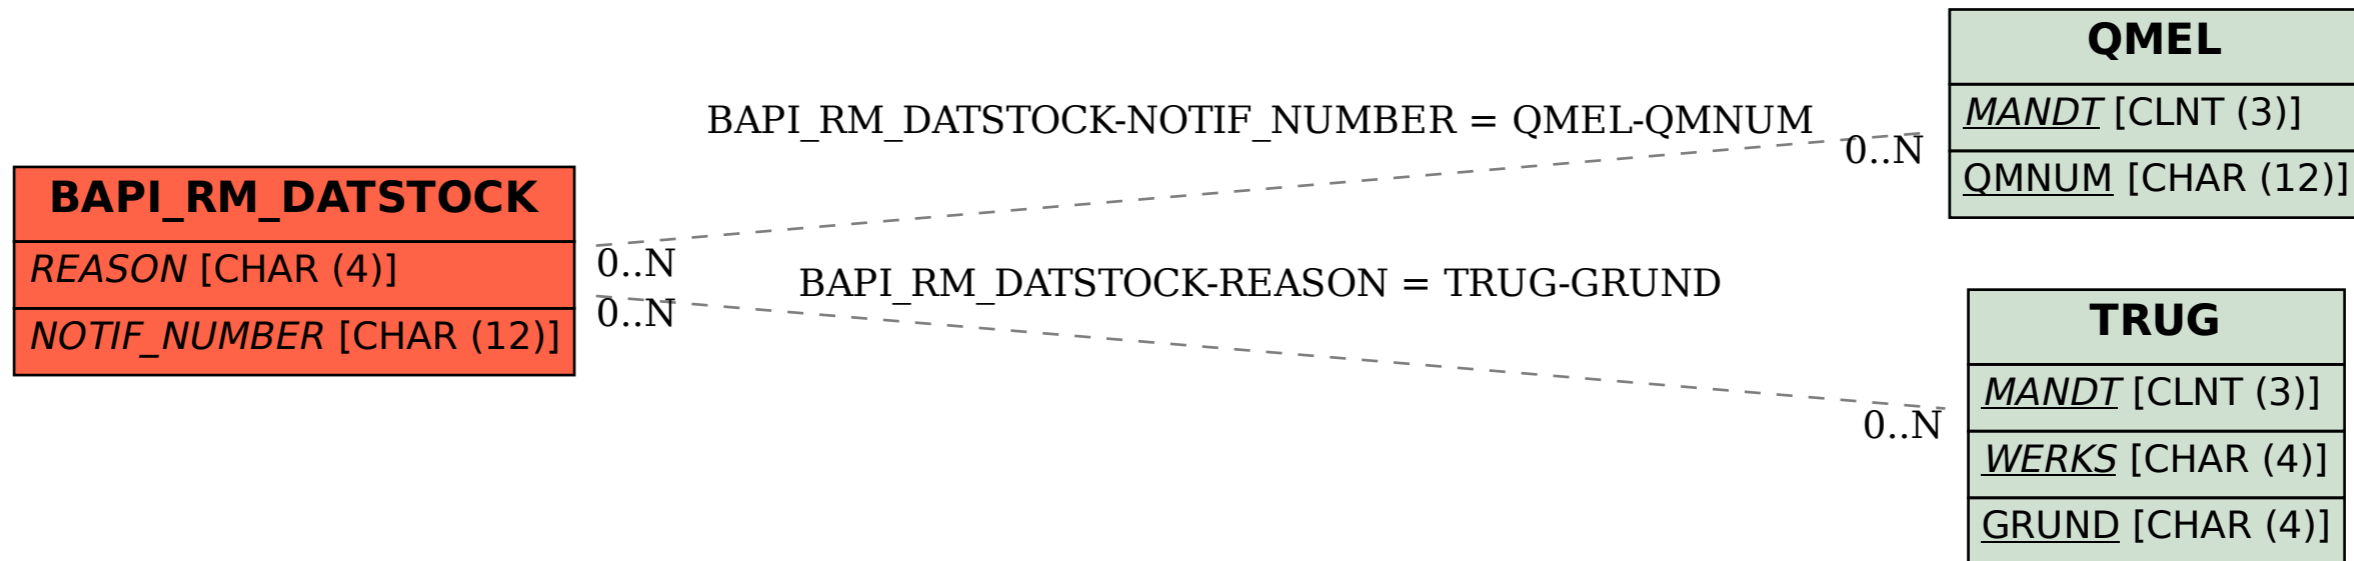 BAPI_RM_DATSTOCK
REASON [CHAR (4)]
NOTIF_NUMBER [CHAR (12)]
BAPI_RM_DATSTOCK-NOTIF_NUMBER = QMEL-QMNUM
0..N
0..N
BAPI_RM_DATSTOCK-REASON = TRUG-GRUND
0..N
0..N
QMEL
MANDT [CLNT (3)]
QMNUM [CHAR (12)]
TRUG
MANDT [CLNT (3)]
WERKS [CHAR (4)]
GRUND [CHAR (4)]